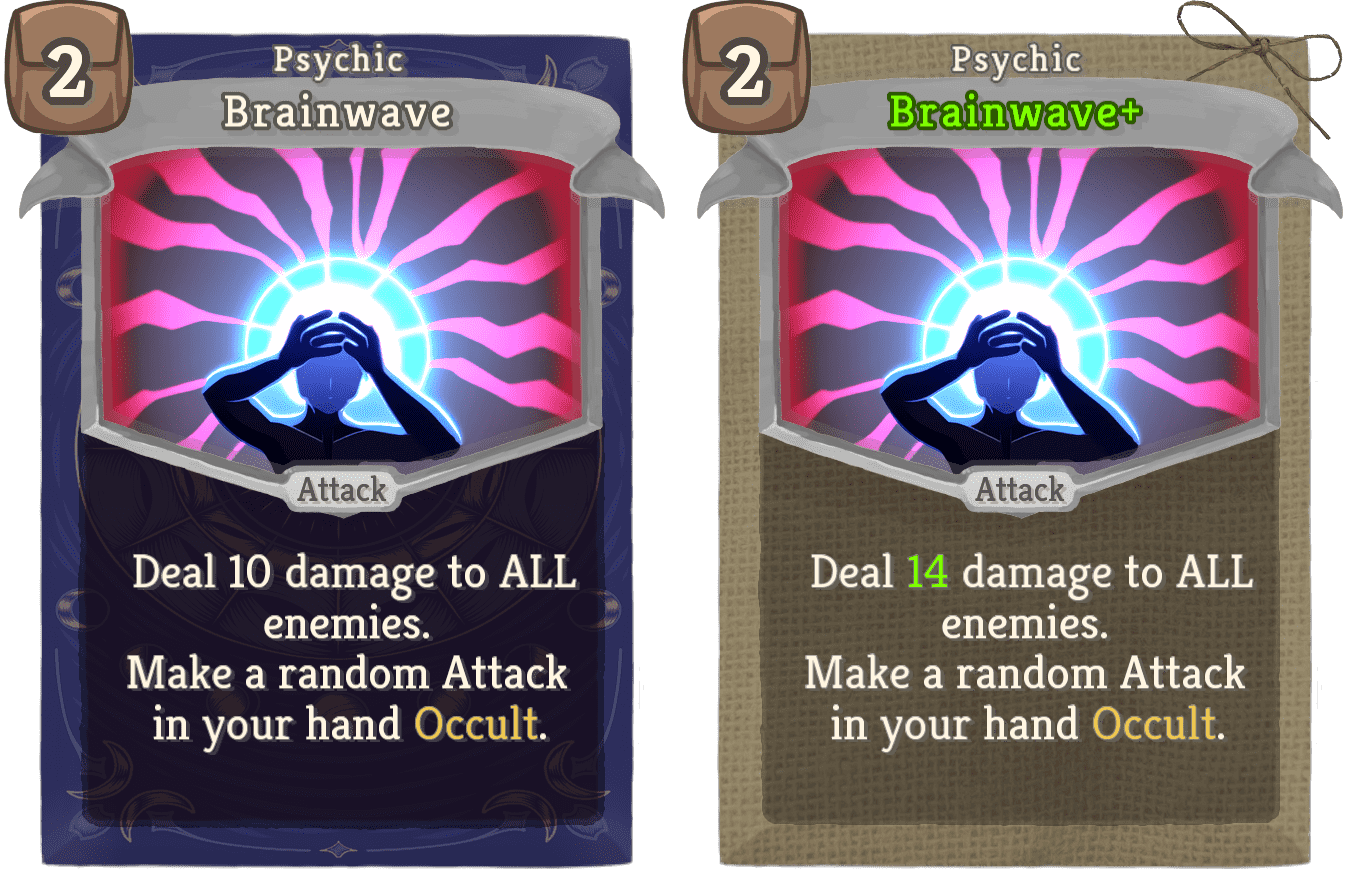 2
Psychic
Brainwave
Attack
Deal 10 damage to ALL
enemies.
Make a random Attack
in your hand Occult.
2
Psychic
Brainwave+
Attack
Deal 14 damage to ALL
enemies.
Make a random Attack
in your hand Occult.